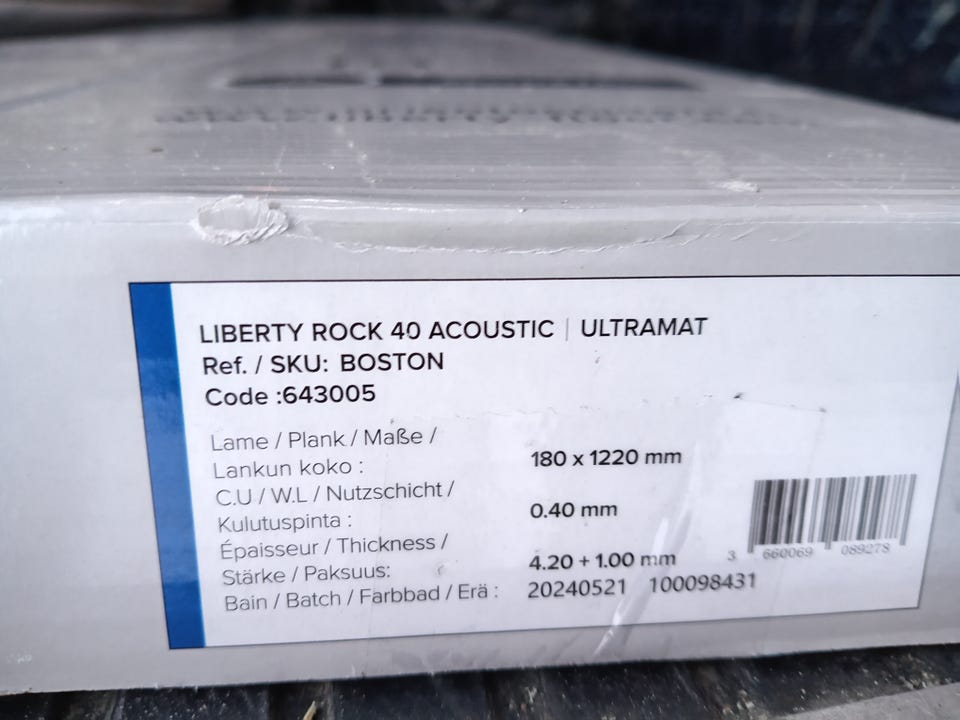 LIBERTY ROCK 40 ACOUSTIC | ULTRAMAT
Ref. / SKU: BOSTON
Code :643005
Lame / Plank / Maße /
Lankun koko : 180 x 1220 mm
C.U / W.L / Nutzschicht /
Kulutuspinta : 0.40 mm
Épaisseur / Thickness /
Stärke / Paksuus: 4.20 + 1.00 mm
Bain / Batch / Farbbad / Erä : 20240521 100098431
3 660069 089278